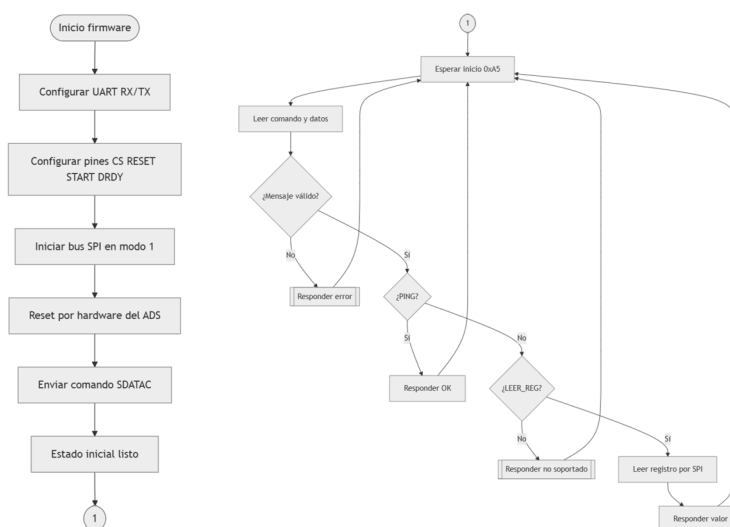 Inicio firmware
Configurar UART RX/TX
Configurar pines CS RESET
START DRDY
Iniciar bus SPI en modo 1
Reset por hardware del ADS
Enviar comando SDATAC
Estado inicial listo
1
1
Esperar inicio 0xA5
Leer comando y datos
¿Mensaje válido?
No
Sí
Responder error
¿PING?
Sí
No
Responder OK
¿LEER_REG?
No
Sí
Responder no soportado
Leer registro por SPI
Responder valor